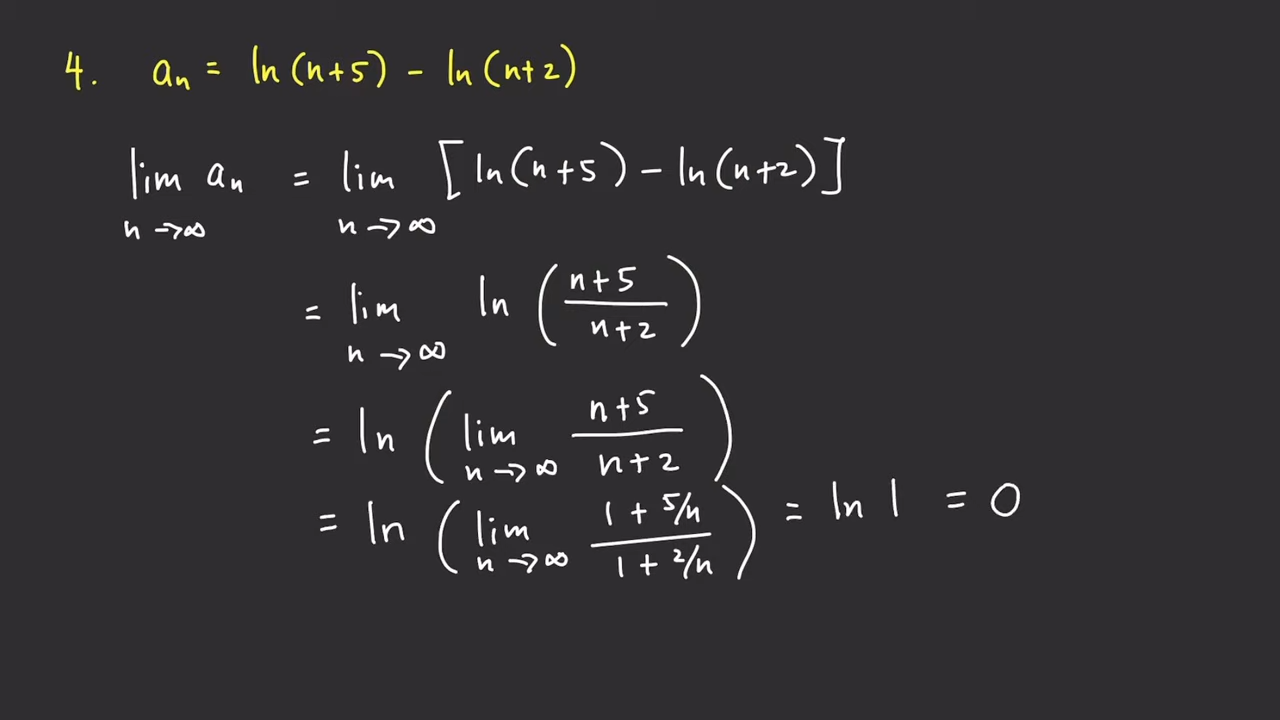 4. aₙ = ln(n+5) - ln(n+2)
lim aₙ = lim [ln(n+5) - ln(n+2)]
n→∞ n→∞
= lim ln (n+5 / n+2)
n→∞
= ln (lim n+5 / n+2)
n→∞
= ln (lim 1 + 5/n / 1 + 2/n) = ln 1 = 0
n→∞